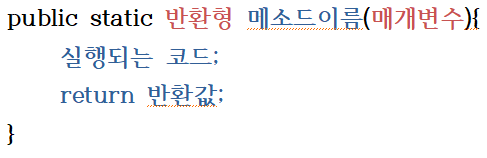 public static 반환형 메소드이름(매개변수){
실행되는 코드;
return 반환값;
}